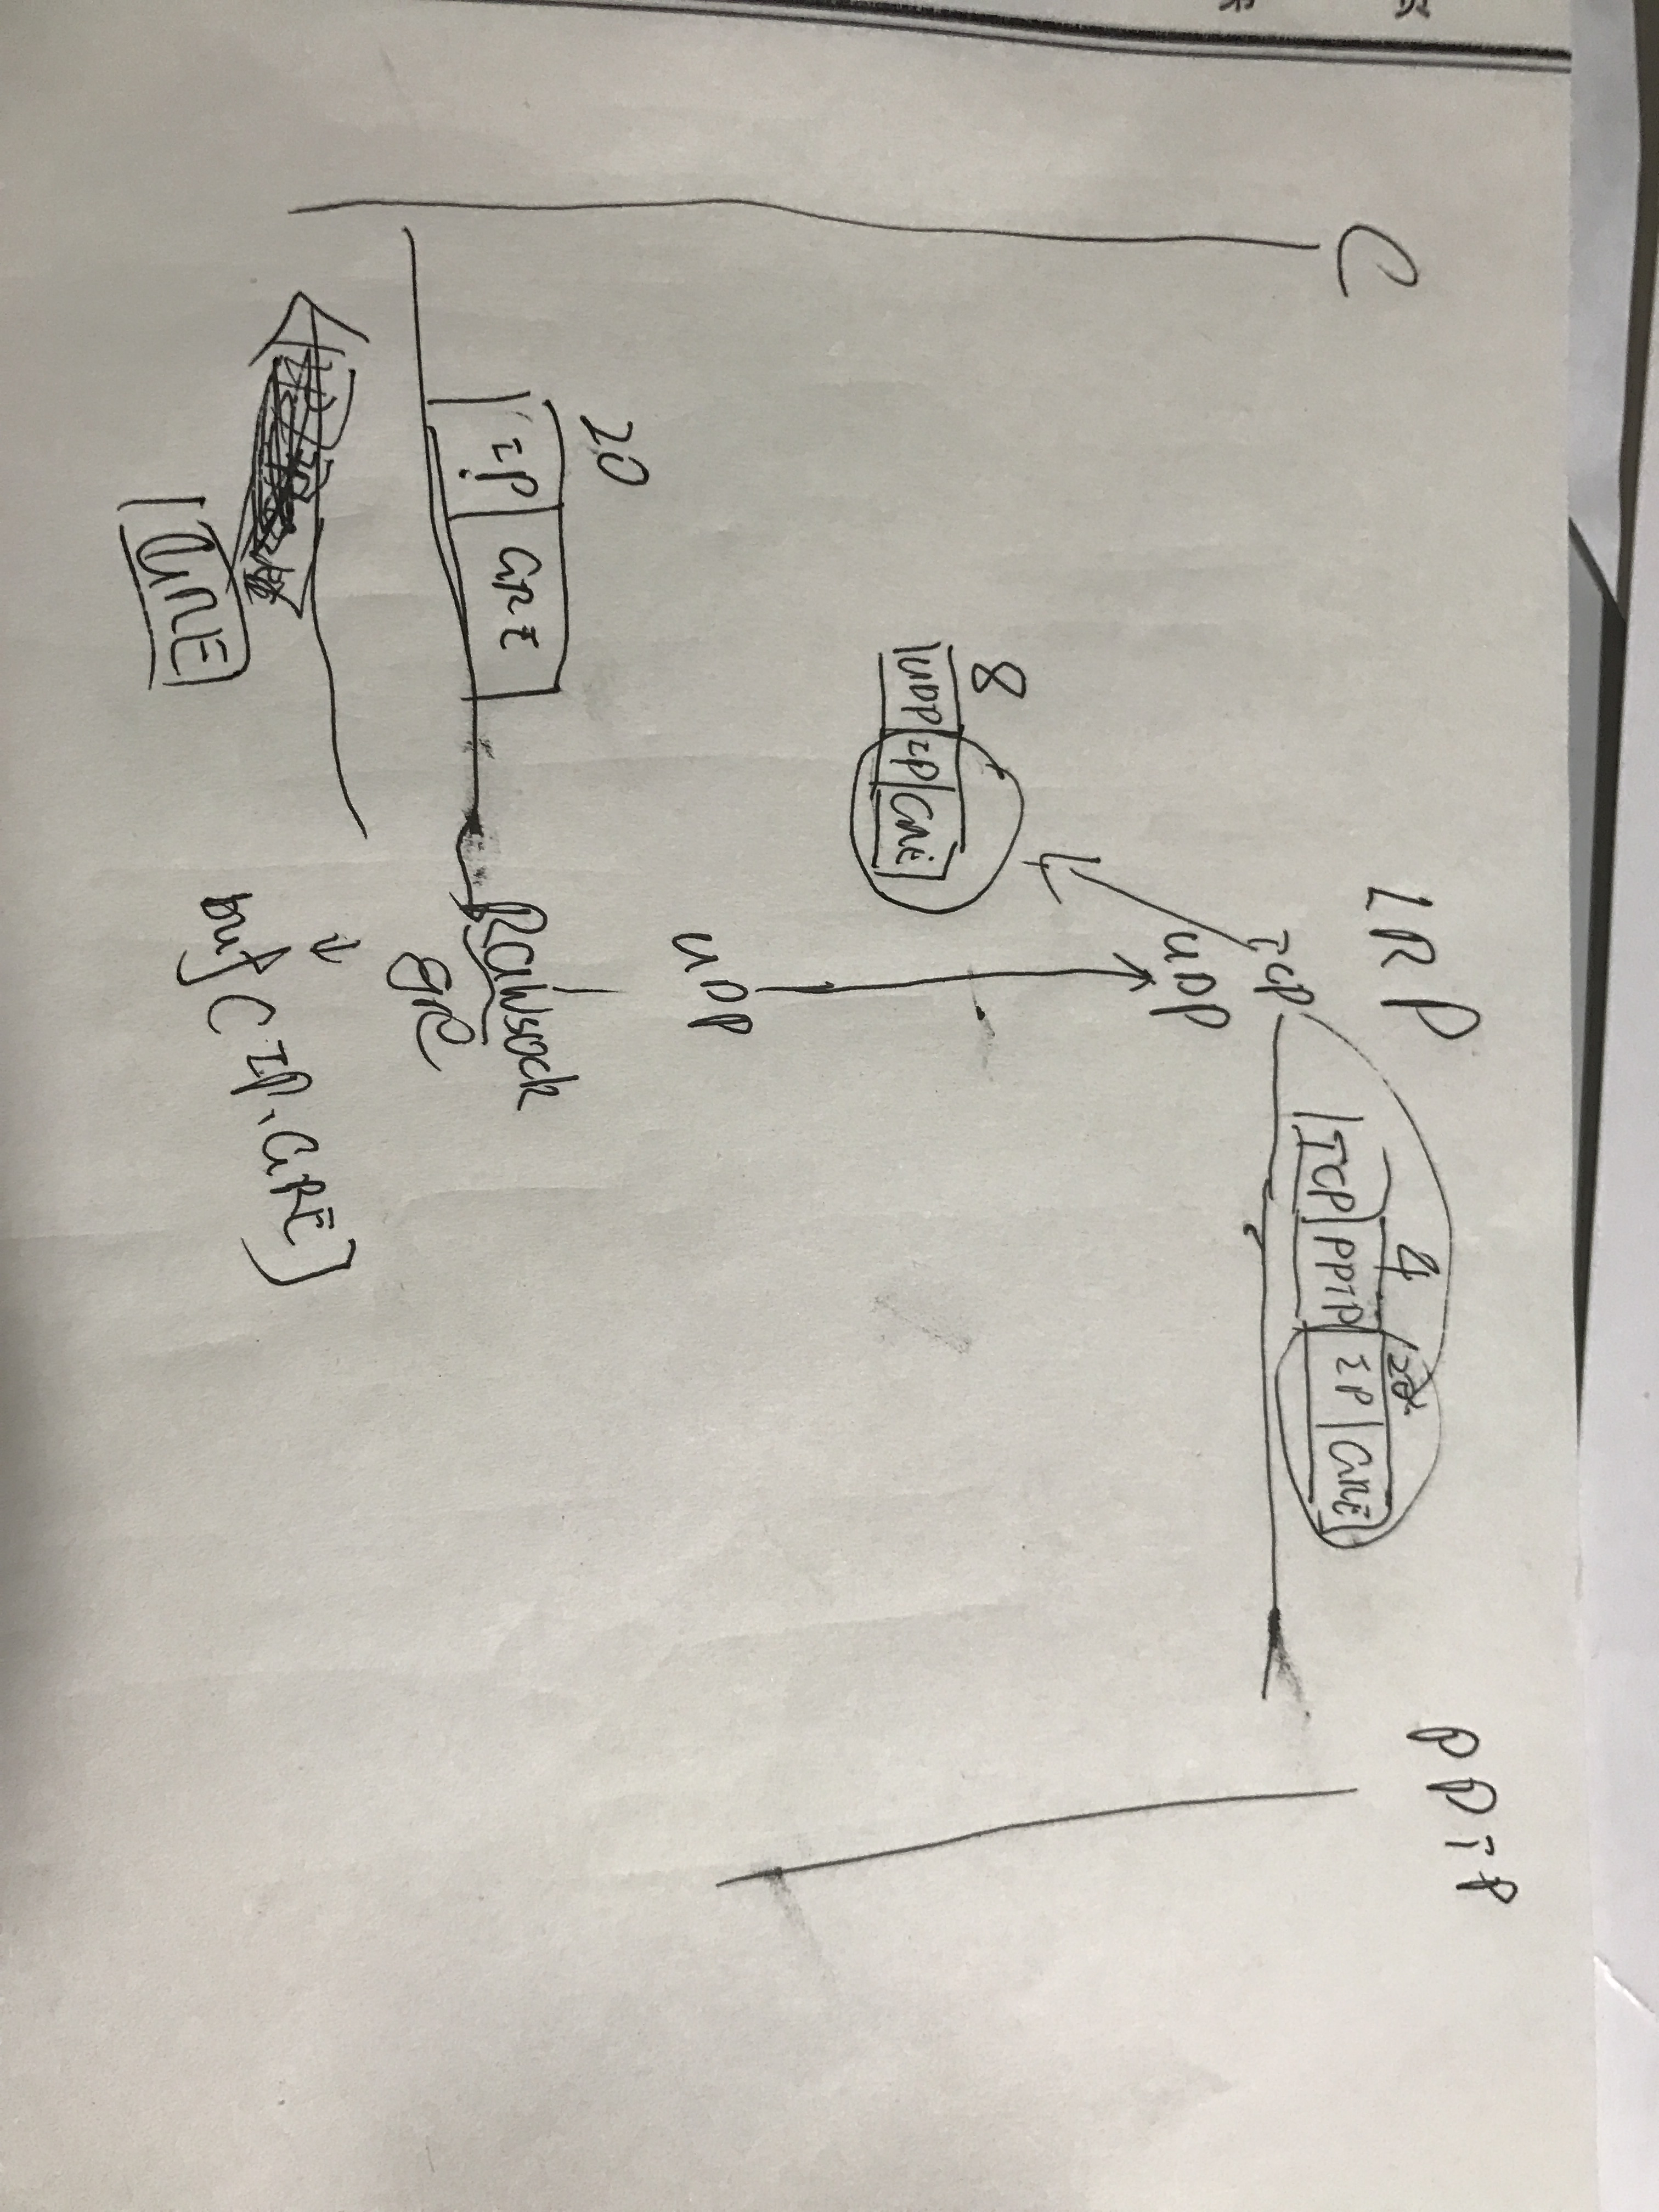 C
LRP
PPTP
TCP
UDP
4
20
TCP PPTP IP GRE
8
UDP IP GRE
UDP
20
IP GRE
Rawsock
gre
buf (IP, GRE)
GRE